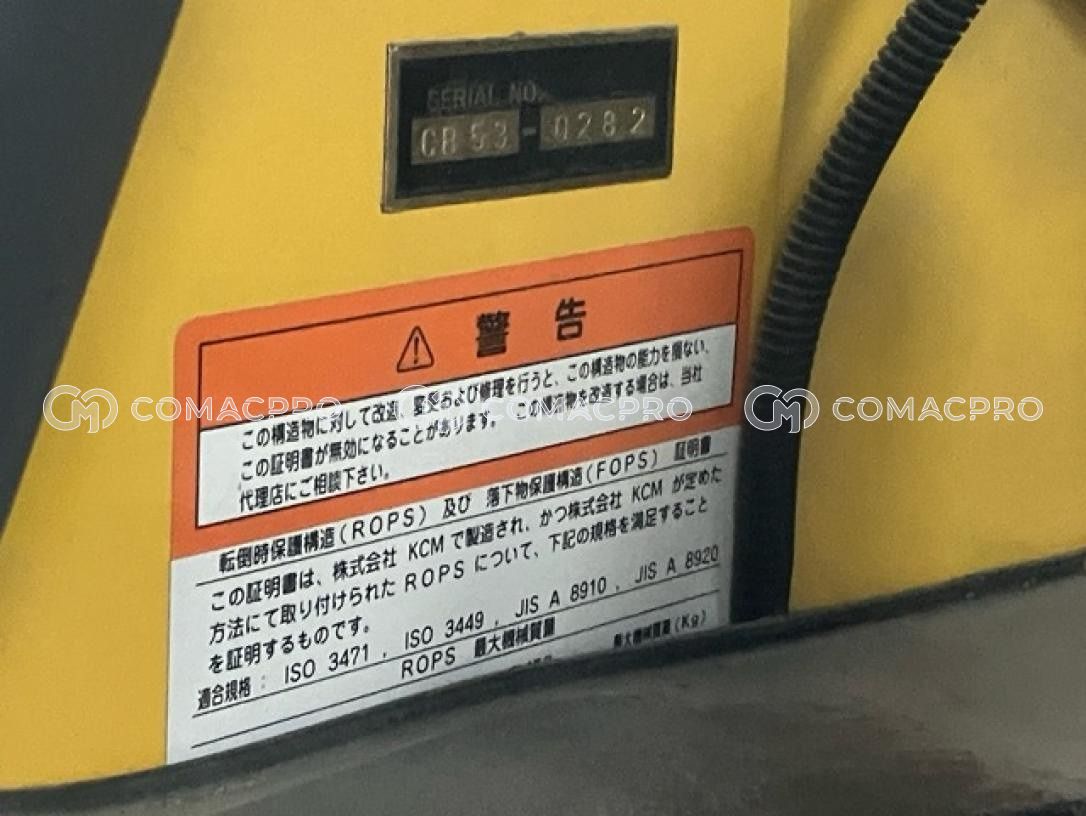 SERIAL NO.
CB53-0282
警告
この構造物に対して改造、変更および修理を行うと、この構造物の能力を損ない、
この証明書が無効になることがあります。 この構造物を改造する場合は、当社
代理店にご相談下さい。
COMACPRO COMACPRO COMACPRO
転倒時保護構造(ROPS) 及び 落下物保護構造(FOPS) 証明書
この証明書は、株式会社 KCM で製造され、かつ株式会社 KCM が定めた
方法にて取り付けられた ROPS について、下記の規格を満足すること
を証明するものです。
適合規格 : ISO 3471 , ISO 3449 , JIS A 8910 , JIS A 8920
ROPS 最大機械質量 最大機械質量(Kg)